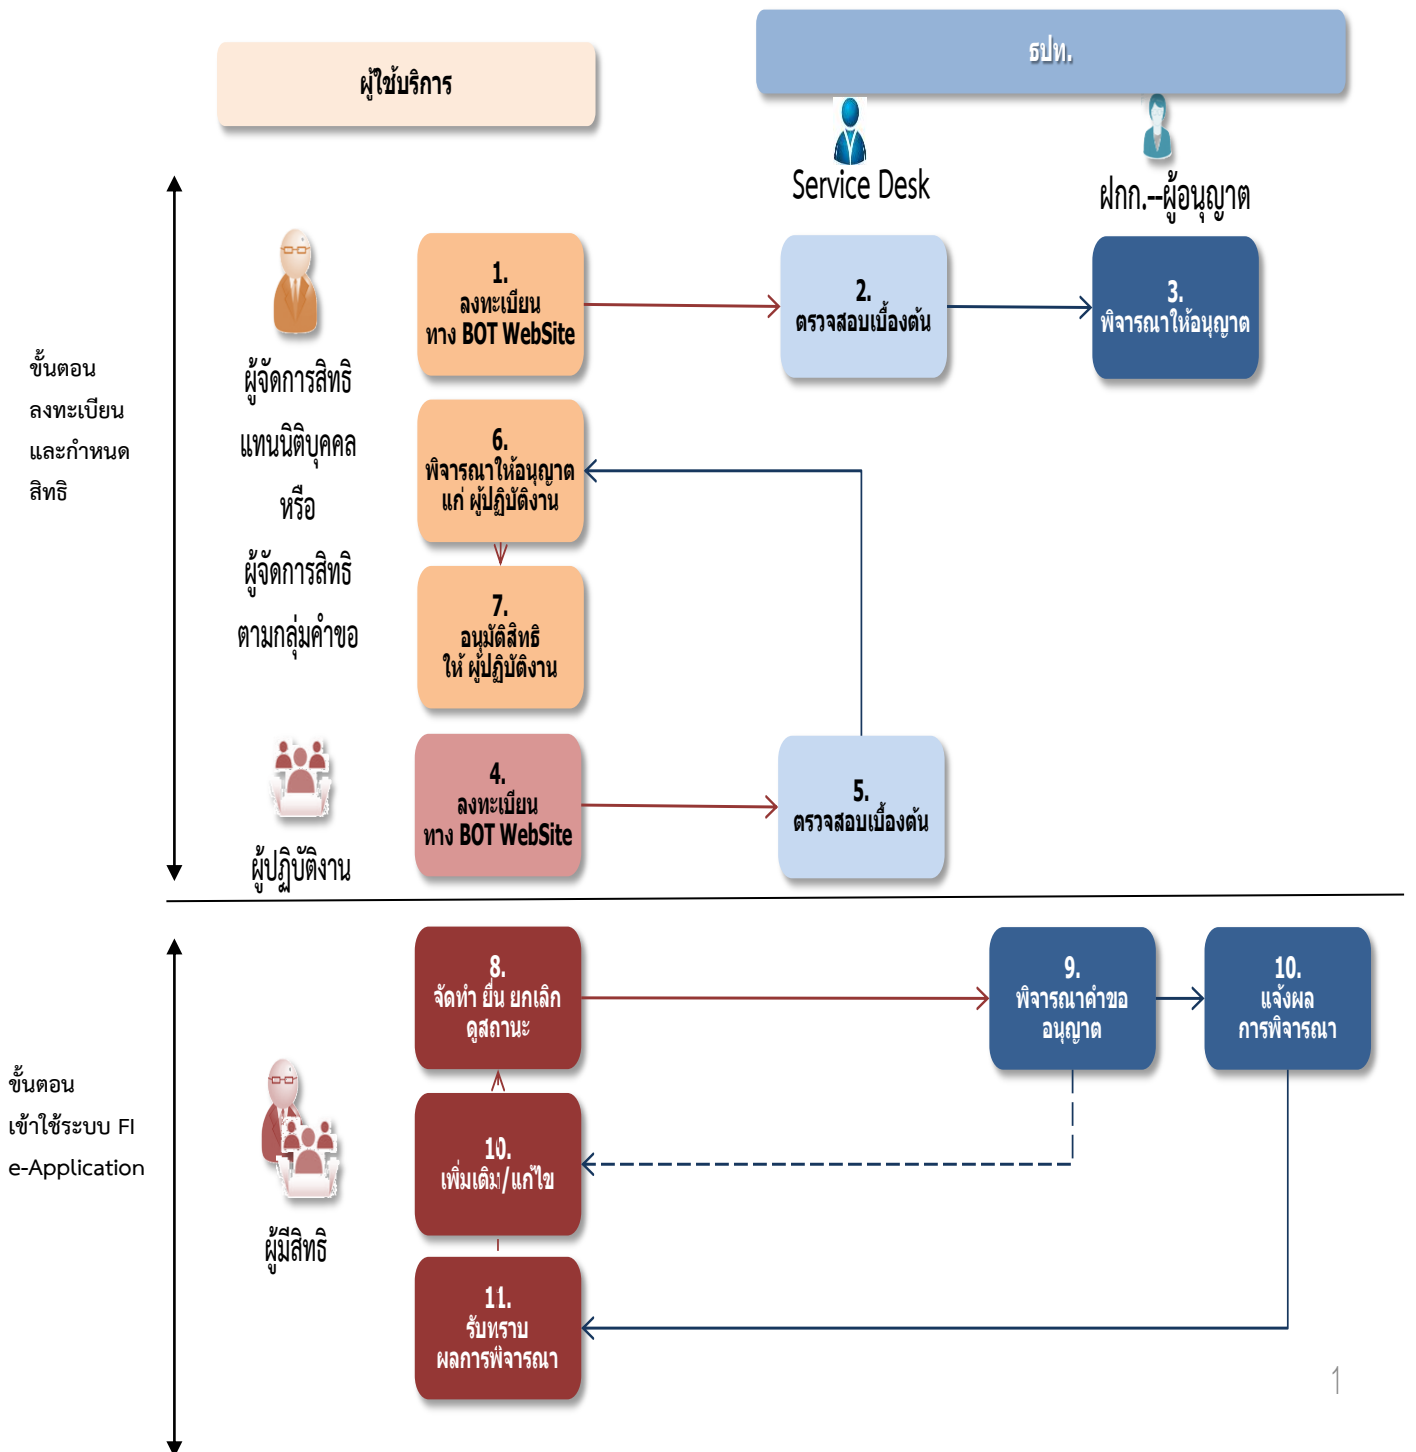 ผู้ใช้บริการ
ธปท.
Service Desk
ฝกก.--ผู้อนุญาต
ขั้นตอน
ลงทะเบียน
และกำหนด
สิทธิ
ผู้จัดการสิทธิ
แทนนิติบุคคล
หรือ
ผู้จัดการสิทธิ
ตามกลุ่มคำขอ
1.
ลงทะเบียน
ทาง BOT WebSite
2.
ตรวจสอบเบื้องต้น
3.
พิจารณาให้อนุญาต
6.
พิจารณาให้อนุญาต
แก่ ผู้ปฏิบัติงาน
7.
อนุมัติสิทธิ
ให้ ผู้ปฏิบัติงาน
ผู้ปฏิบัติงาน
4.
ลงทะเบียน
ทาง BOT WebSite
5.
ตรวจสอบเบื้องต้น
ขั้นตอน
เข้าใช้ระบบ FI
e-Application
ผู้มีสิทธิ
8.
จัดทำ ยื่น ยกเลิก
ดูสถานะ
9.
พิจารณาคำขอ
อนุญาต
10.
แจ้งผล
การพิจารณา
10.
เพิ่มเติม/แก้ไข
11.
รับทราบ
ผลการพิจารณา
1